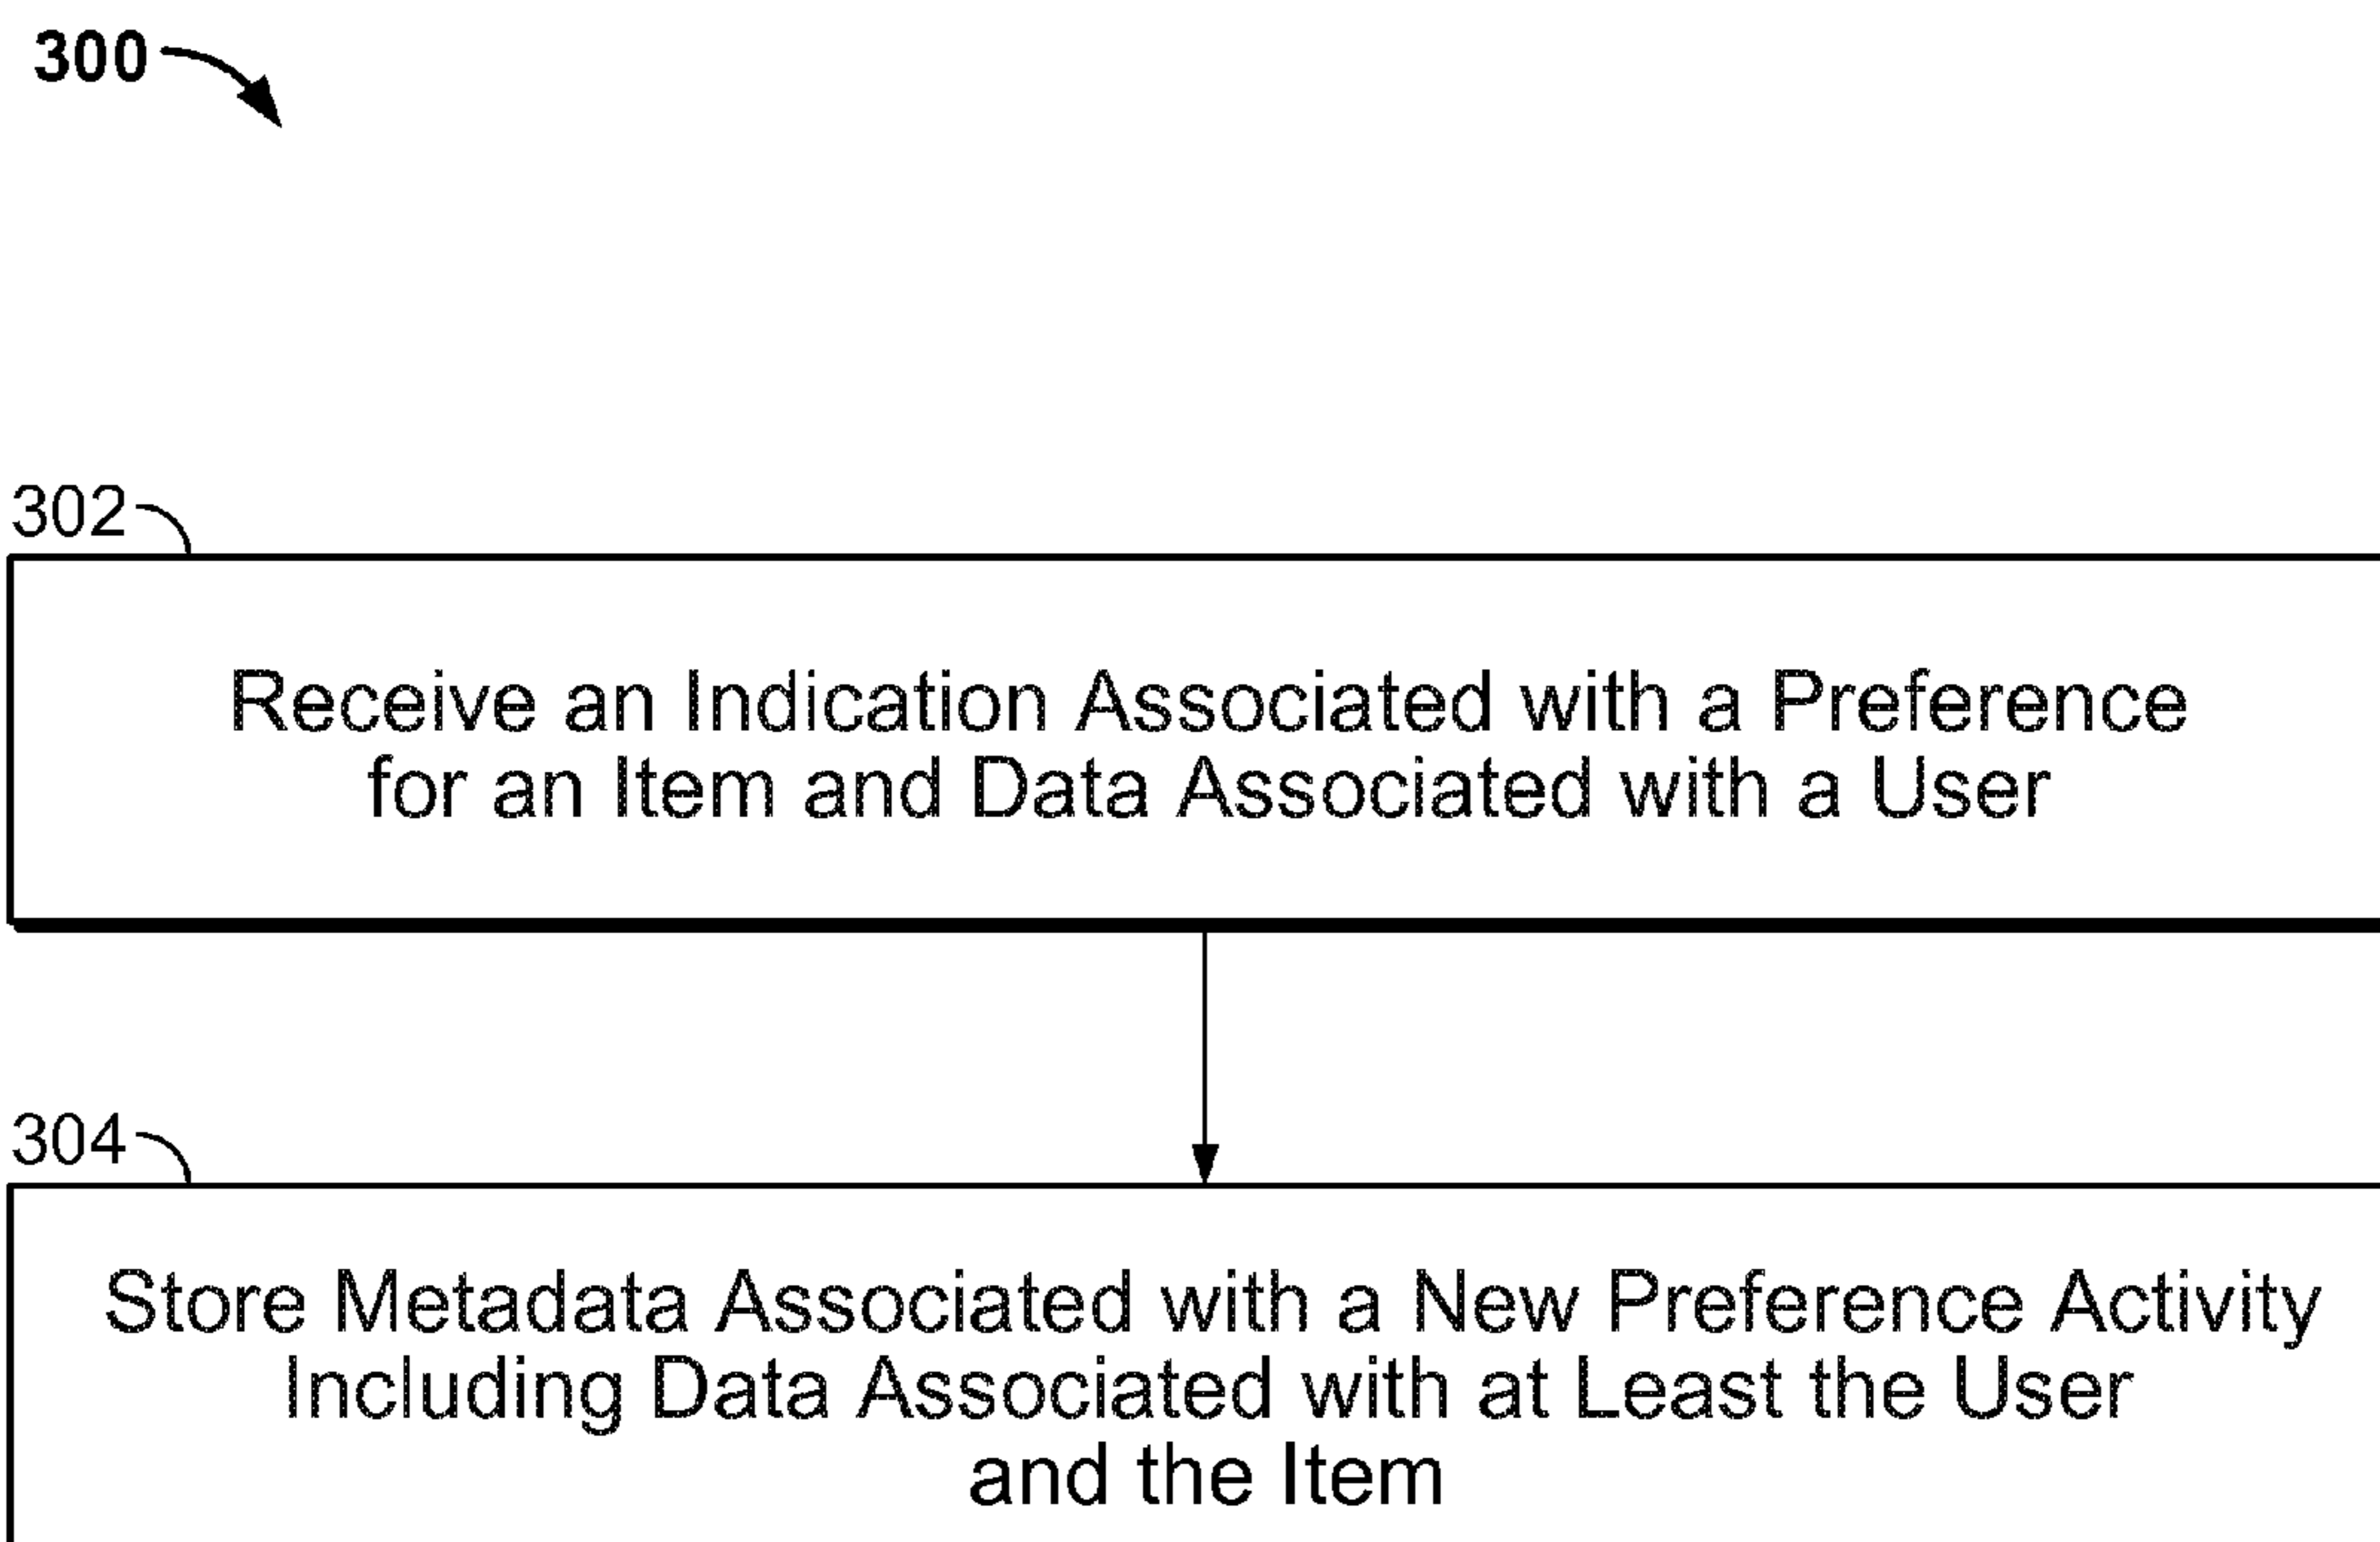 300
302
Receive an Indication Associated with a Preference
for an Item and Data Associated with a User
304
Store Metadata Associated with a New Preference Activity
Including Data Associated with at Least the User
and the Item